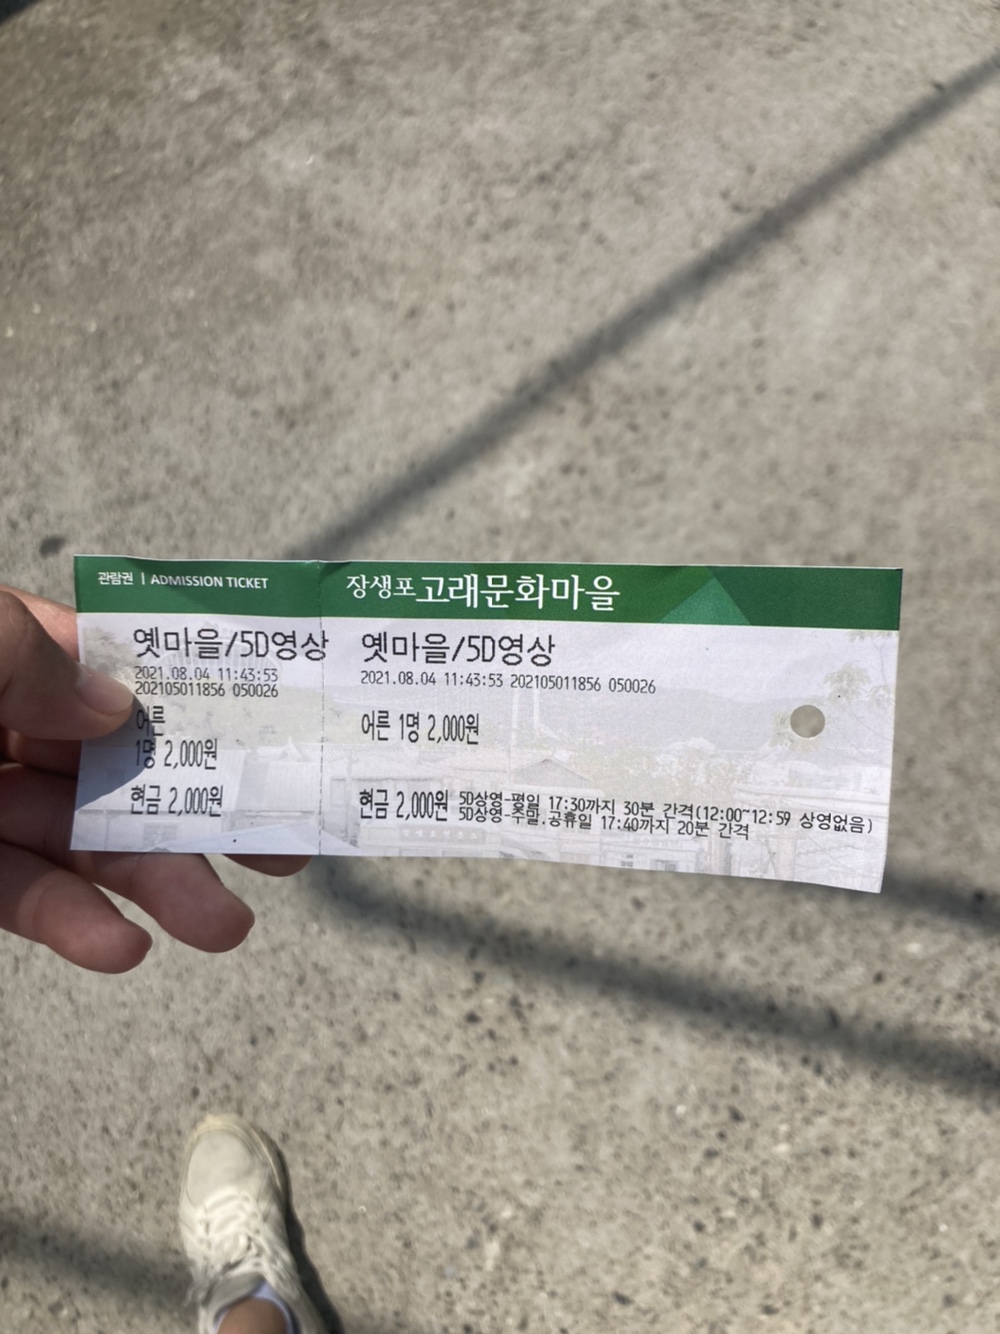 관람권 | ADMISSION TICKET
옛마을/5D영상
2021.08.04 11:43:53
202105011856 050026
어른
1명 2,000원
현금 2,000원
장생포고래문화마을
옛마을/5D영상
2021.08.04 11:43:53 202105011856 050026
어른 1명 2,000원
현금 2,000원
5D상영-평일 17:30까지 30분 간격(12:00~12:59 상영없음)
5D상영-주말.공휴일 17:40까지 20분 간격